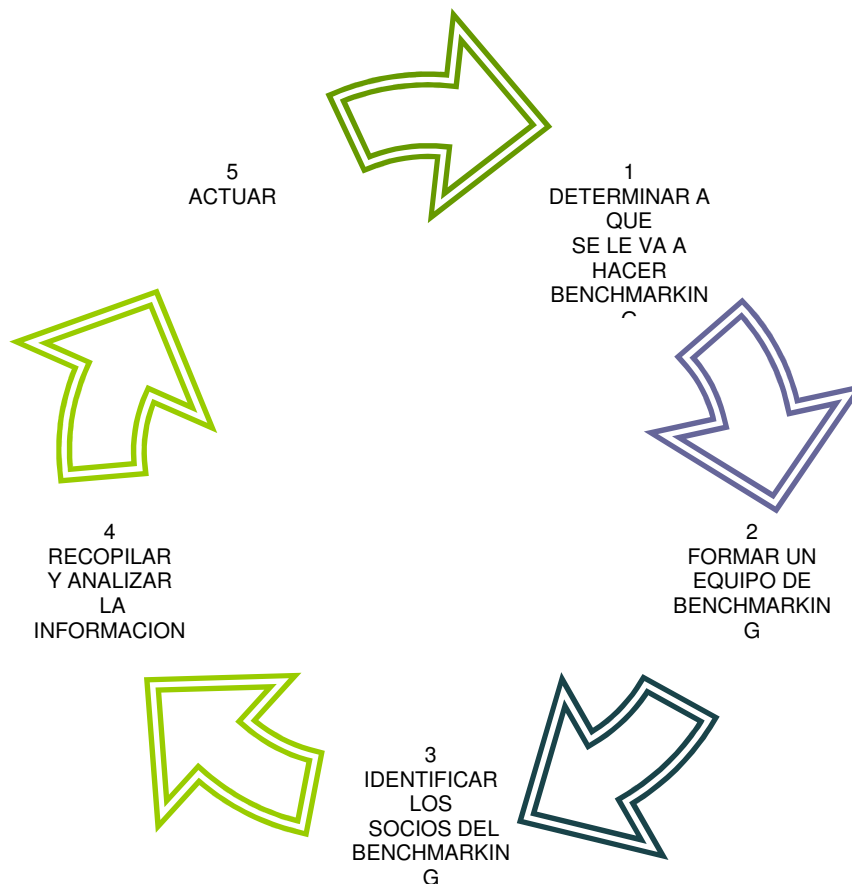 1
DETERMINAR A
QUE
SE LE VA A
HACER
BENCHMARKIN
2
FORMAR UN
EQUIPO DE
BENCHMARKIN
G
3
IDENTIFICAR
LOS
SOCIOS DEL
BENCHMARKIN
G
4
RECOPILAR
Y ANALIZAR
LA
INFORMACION
5
ACTUAR